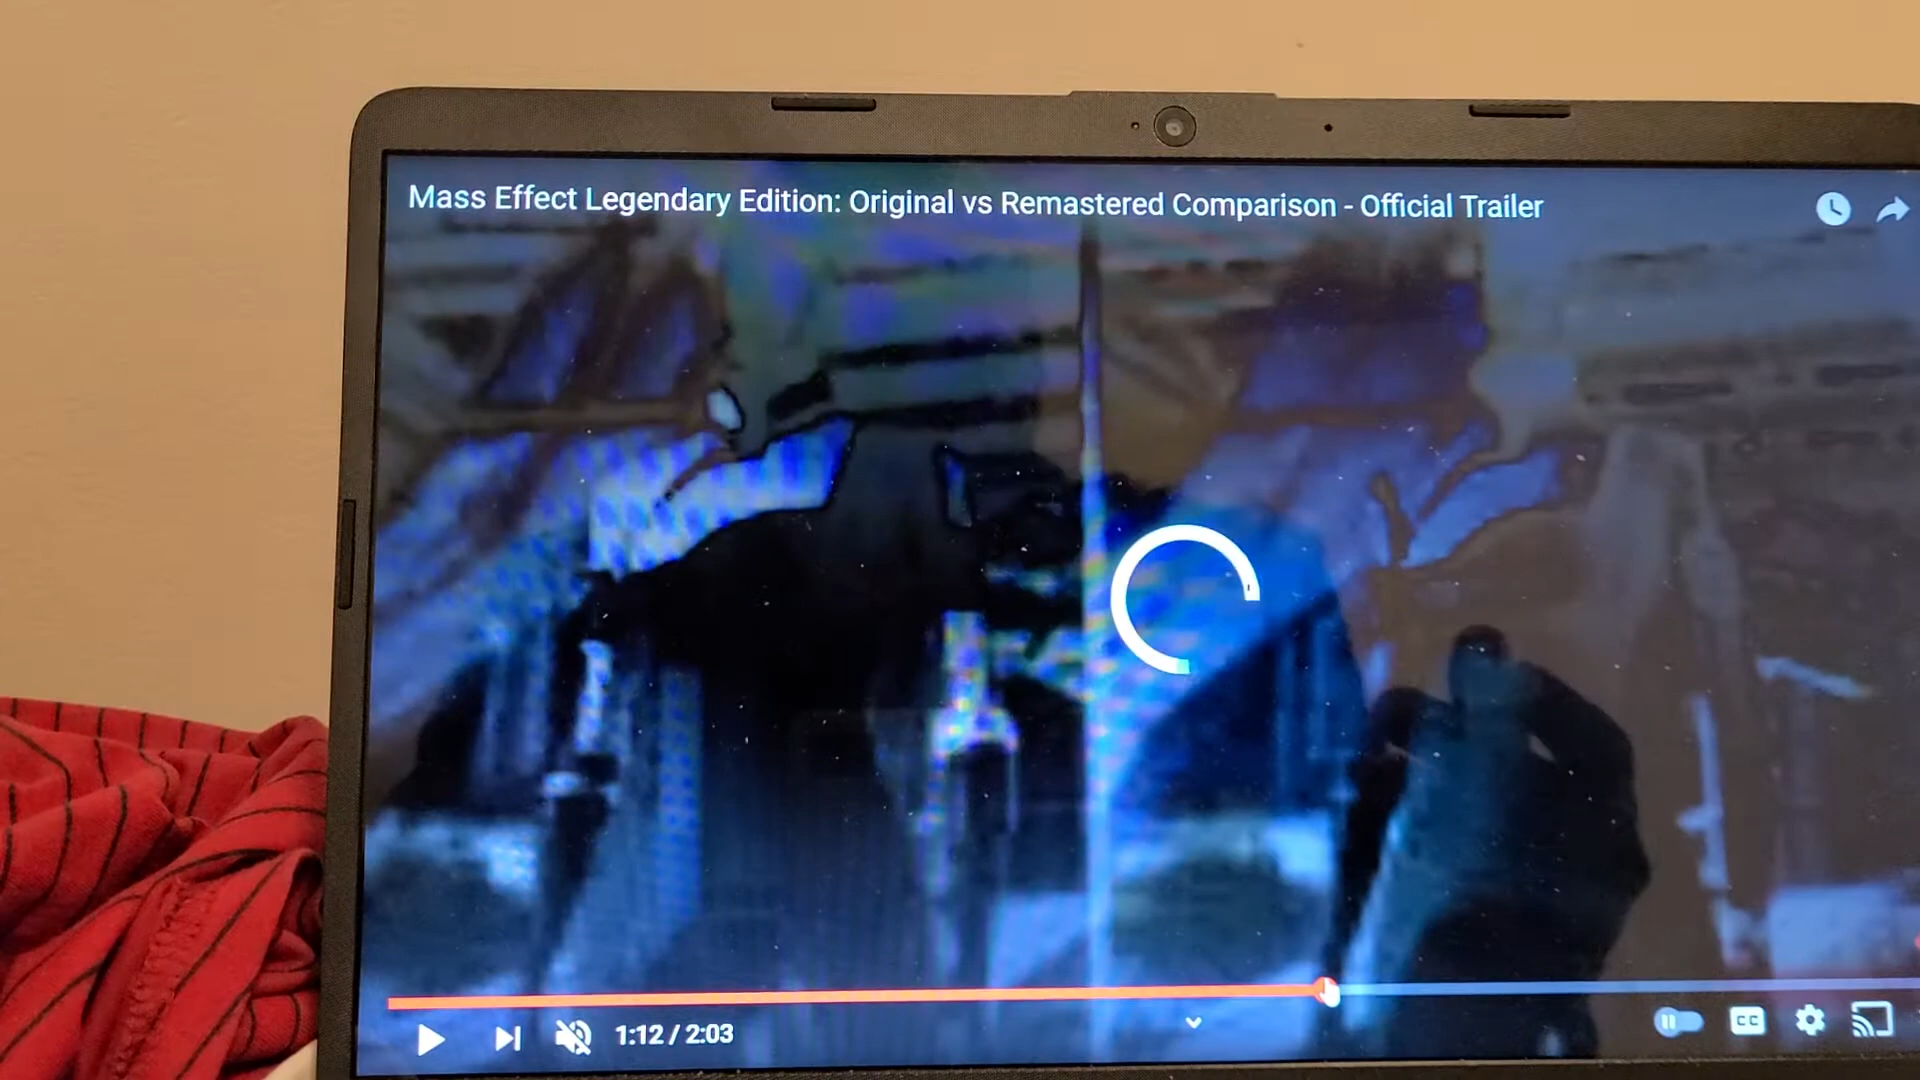 Mass Effect Legendary Edition: Original vs Remastered Comparison - Official Trailer
1:12 / 2:03
CC